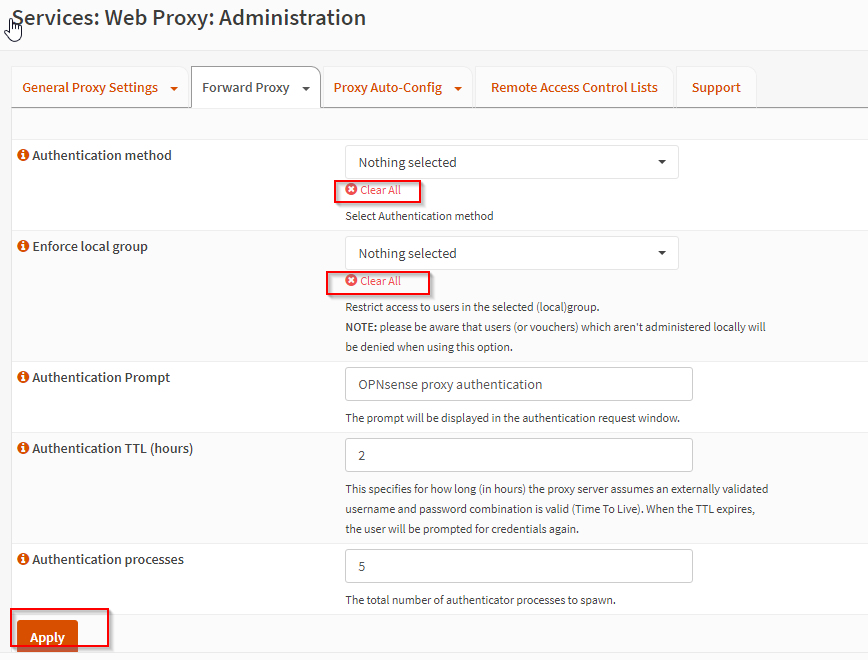 Services: Web Proxy: Administration
General Proxy Settings
Forward Proxy
Proxy Auto-Config
Remote Access Control Lists
Support
Authentication method
Nothing selected
Clear All
Select Authentication method
Enforce local group
Nothing selected
Clear All
Restrict access to users in the selected (local)group.
NOTE: please be aware that users (or vouchers) which aren't administered locally will
be denied when using this option.
Authentication Prompt
OPNsense proxy authentication
The prompt will be displayed in the authentication request window.
Authentication TTL (hours)
2
This specifies for how long (in hours) the proxy server assumes an externally validated
username and password combination is valid (Time To Live). When the TTL expires,
the user will be prompted for credentials again.
Authentication processes
5
The total number of authenticator processes to spawn.
Apply